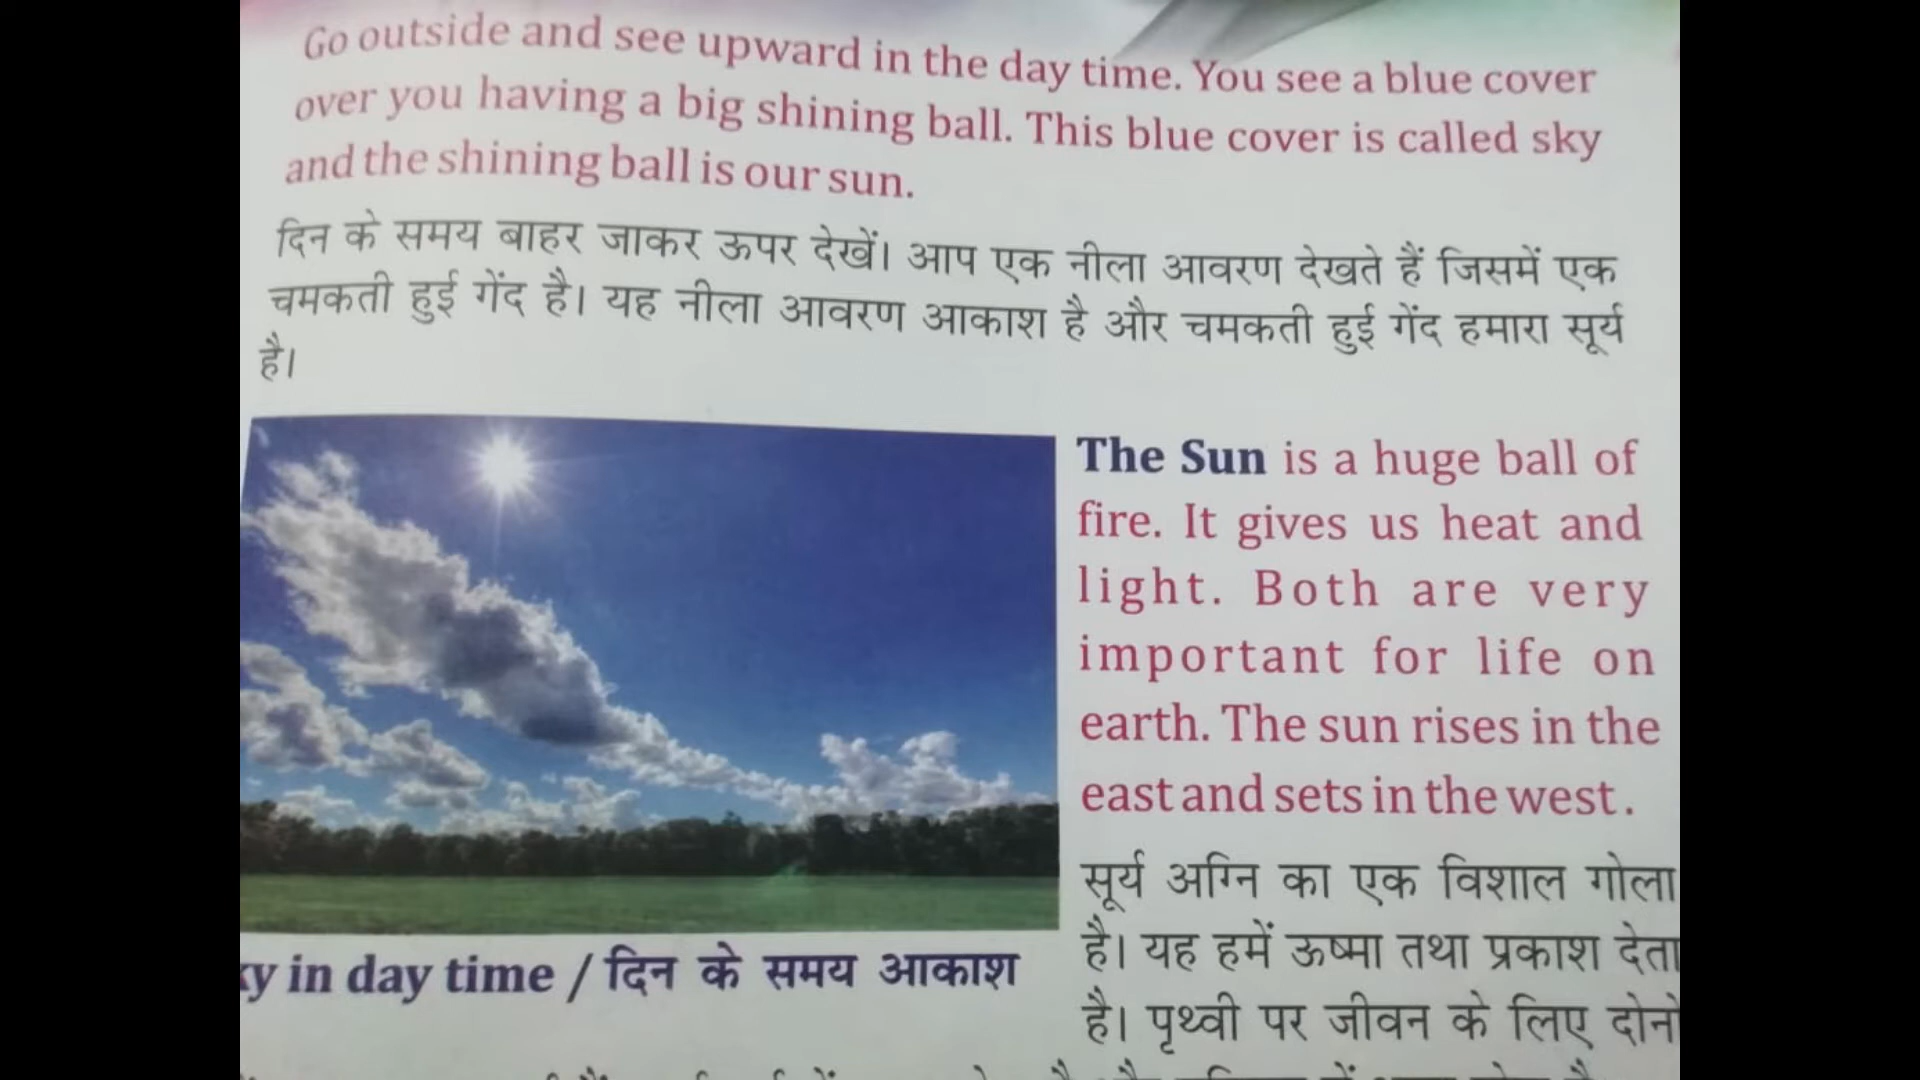 Go outside and see upward in the day time. You see a blue cover
over you having a big shining ball. This blue cover is called sky
and the shining ball is our sun.
दिन के समय बाहर जाकर ऊपर देखें। आप एक नीला आवरण देखते हैं जिसमें एक
चमकती हुई गेंद है। यह नीला आवरण आकाश है और चमकती हुई गेंद हमारा सूर्य
है।
The Sun is a huge ball of
fire. It gives us heat and
light. Both are very
important for life on
earth. The sun rises in the
east and sets in the west.
सूर्य अग्नि का एक विशाल गोला
है। यह हमें ऊष्मा तथा प्रकाश देता
है। पृथ्वी पर जीवन के लिए
in day time / दिन के समय आकाश